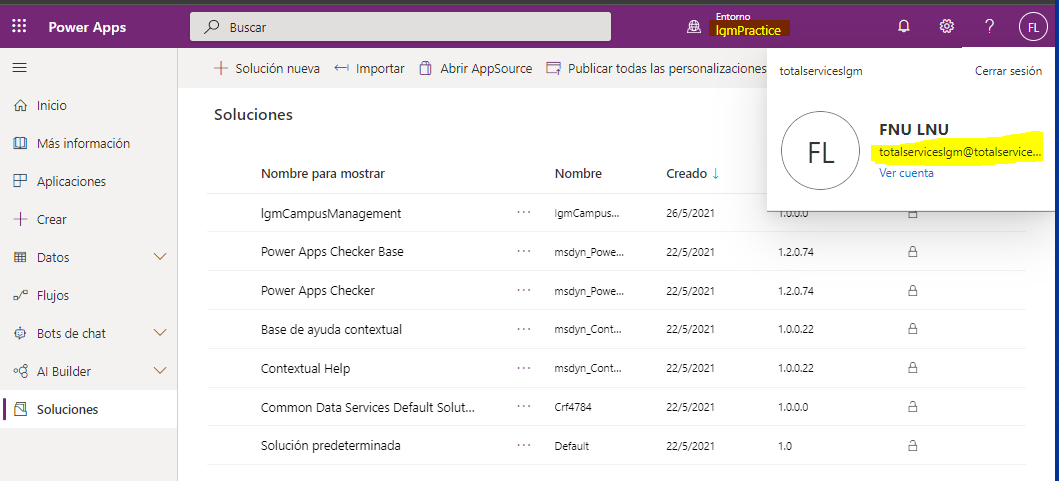 Power Apps
Buscar
Entorno
lgmPractice
?
FL
Solución nueva
Importar
Abrir AppSource
Publicar todas las personalizaciones
totalserviceslgm
Cerrar sesión
FL
FNU LNU
totalserviceslgm@totalservice...
Ver cuenta
Inicio
Más información
Aplicaciones
Crear
Datos
Flujos
Bots de chat
AI Builder
Soluciones
Soluciones
Nombre para mostrar Nombre Creado ↓
lgmCampusManagement ... lgmCampus... 26/5/2021 1.0.0.0
Power Apps Checker Base ... msdyn_Powe... 22/5/2021 1.2.0.74
Power Apps Checker ... msdyn_Powe... 22/5/2021 1.2.0.74
Base de ayuda contextual ... msdyn_Cont... 22/5/2021 1.0.0.22
Contextual Help ... msdyn_Cont... 22/5/2021 1.0.0.22
Common Data Services Default Solut... ... Crf4784 22/5/2021 1.0.0.0
Solución predeterminada ... Default 22/5/2021 1.0